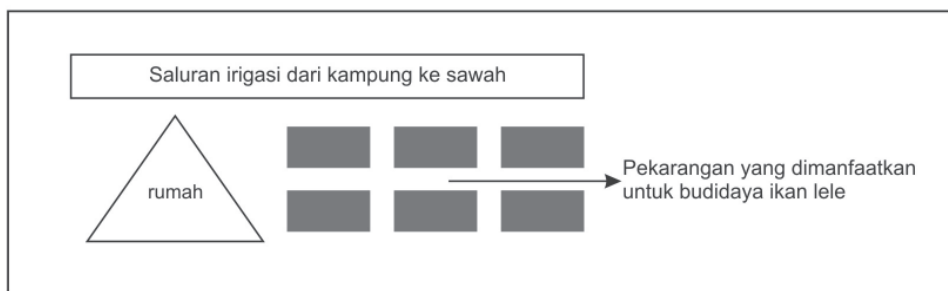 Saluran irigasi dari kampung ke sawah
rumah
Pekarangan yang dimanfaatkan
untuk budidaya ikan lele